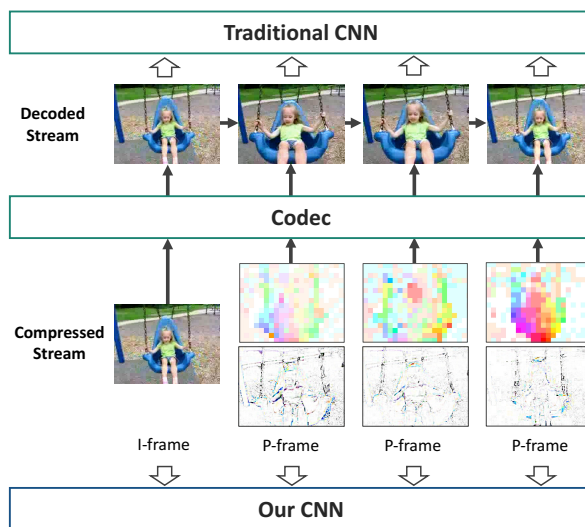 Traditional CNN
Decoded
Stream
Codec
Compressed
Stream
I-frame P-frame P-frame P-frame
Our CNN